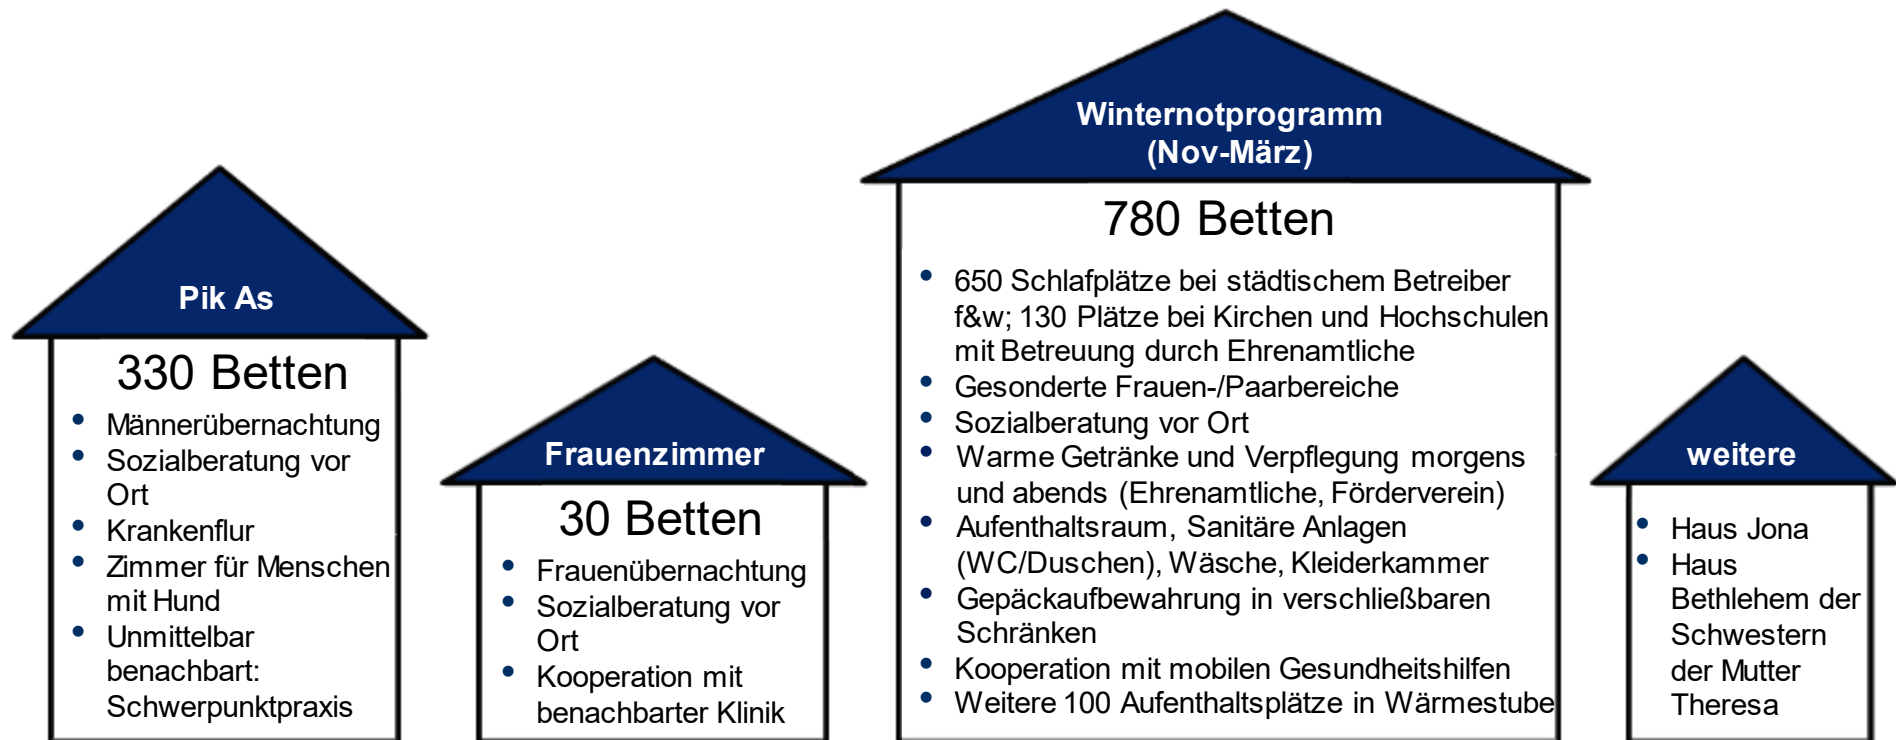 Pik As
330 Betten
• Männerübernachtung
• Sozialberatung vor
Ort
• Krankenflur
• Zimmer für Menschen
mit Hund
• Unmittelbar
benachbart:
Schwerpunktpraxis
Frauenzimmer
30 Betten
• Frauenübernachtung
• Sozialberatung vor
Ort
• Kooperation mit
benachbarter Klinik
Winternotprogramm
(Nov-März)
780 Betten
• 650 Schlafplätze bei städtischem Betreiber
f&w; 130 Plätze bei Kirchen und Hochschulen
mit Betreuung durch Ehrenamtliche
• Gesonderte Frauen-/Paarbereiche
• Sozialberatung vor Ort
• Warme Getränke und Verpflegung morgens
und abends (Ehrenamtliche, Förderverein)
• Aufenthaltsraum, Sanitäre Anlagen
(WC/Duschen), Wäsche, Kleiderkammer
• Gepäckaufbewahrung in verschließbaren
Schränken
• Kooperation mit mobilen Gesundheitshilfen
• Weitere 100 Aufenthaltsplätze in Wärmestube
weitere
• Haus Jona
• Haus
Bethlehem der
Schwestern
der Mutter
Theresa